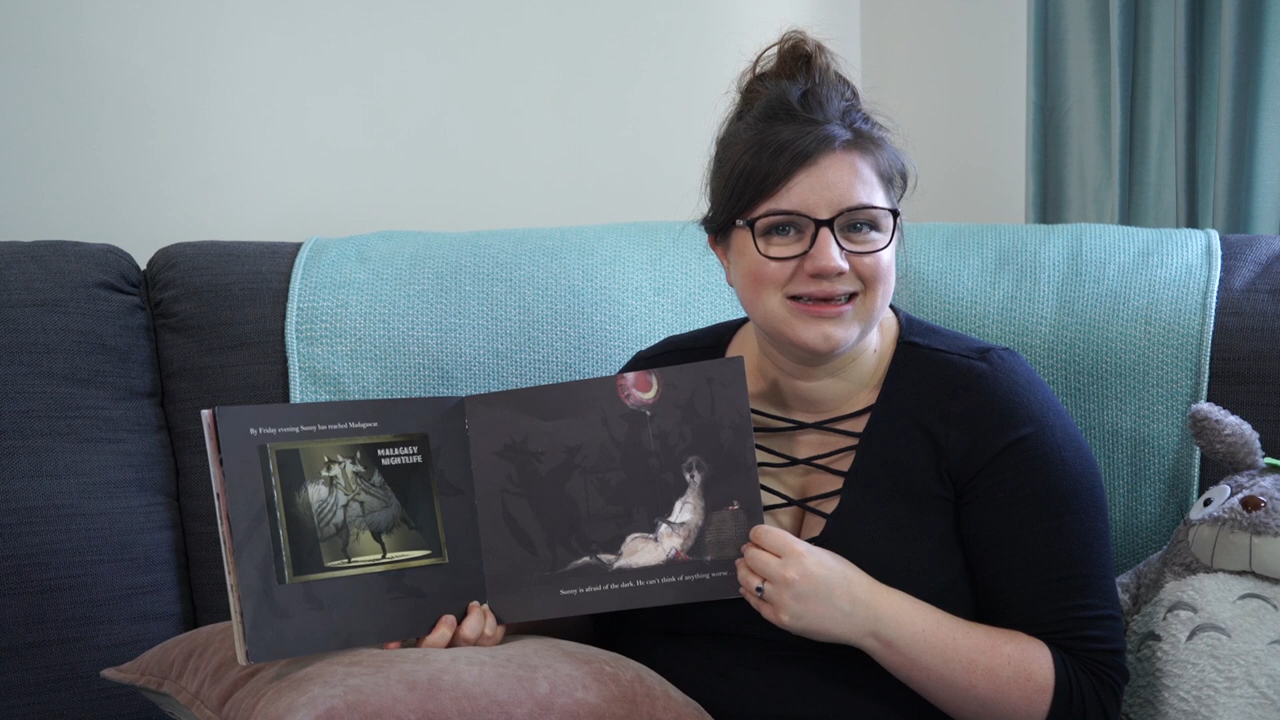 By Friday evening Sunny has reached Madagascar.
MALAGASY
NIGHTLIFE
Sunny is afraid of the dark. He can't think of anything worse . . .